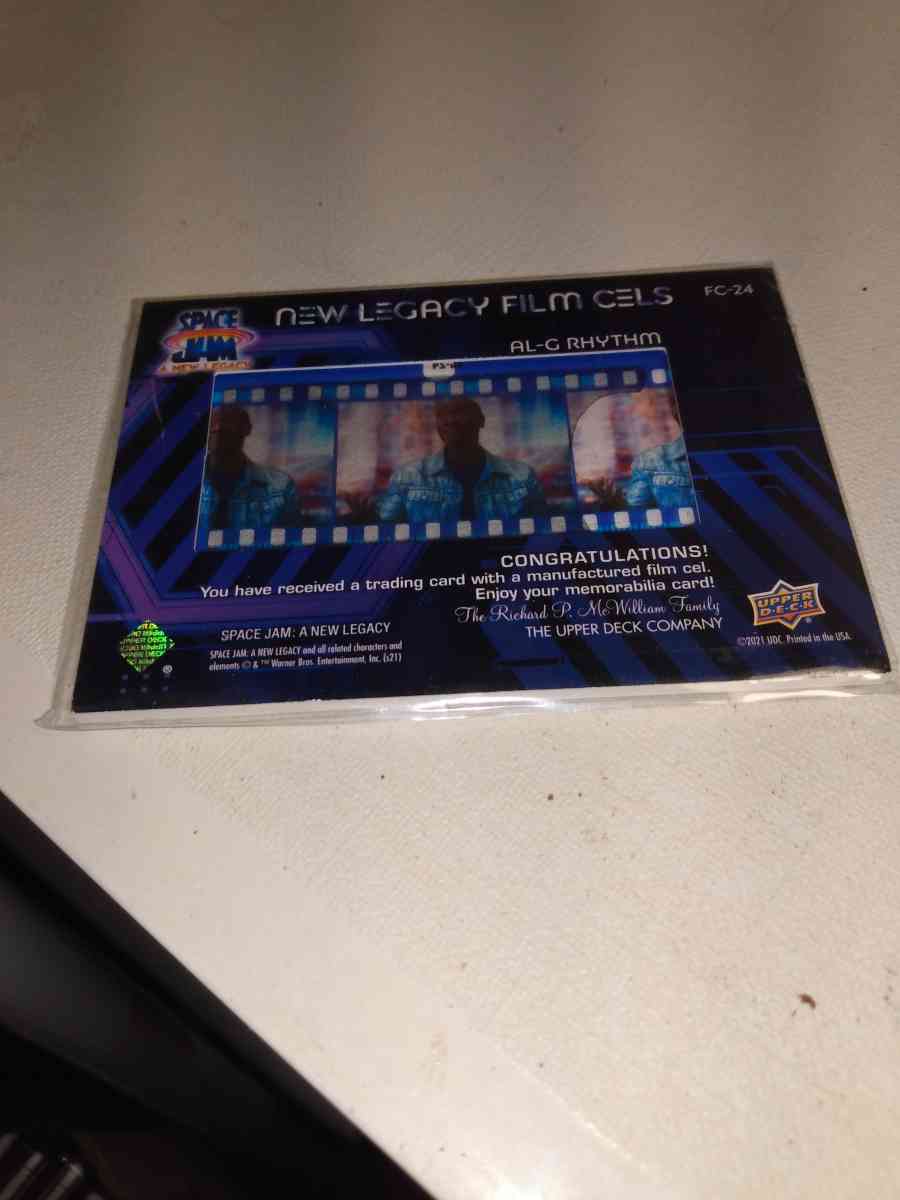 SPACE JAM
A NEW LEGACY
NEW LEGACY FILM CELS
FC-24
AL-G RHYTHM
CONGRATULATIONS!
You have received a trading card with a manufactured film cel.
Enjoy your memorabilia card!
The Richard P. McWilliam Family
THE UPPER DECK COMPANY
SPACE JAM: A NEW LEGACY
SPACE JAM: A NEW LEGACY and all related characters and
elements © & ™ Warner Bros. Entertainment, Inc. (s21)
®
UPPER
D·E·C·K
©2021 UDC. Printed in the USA.